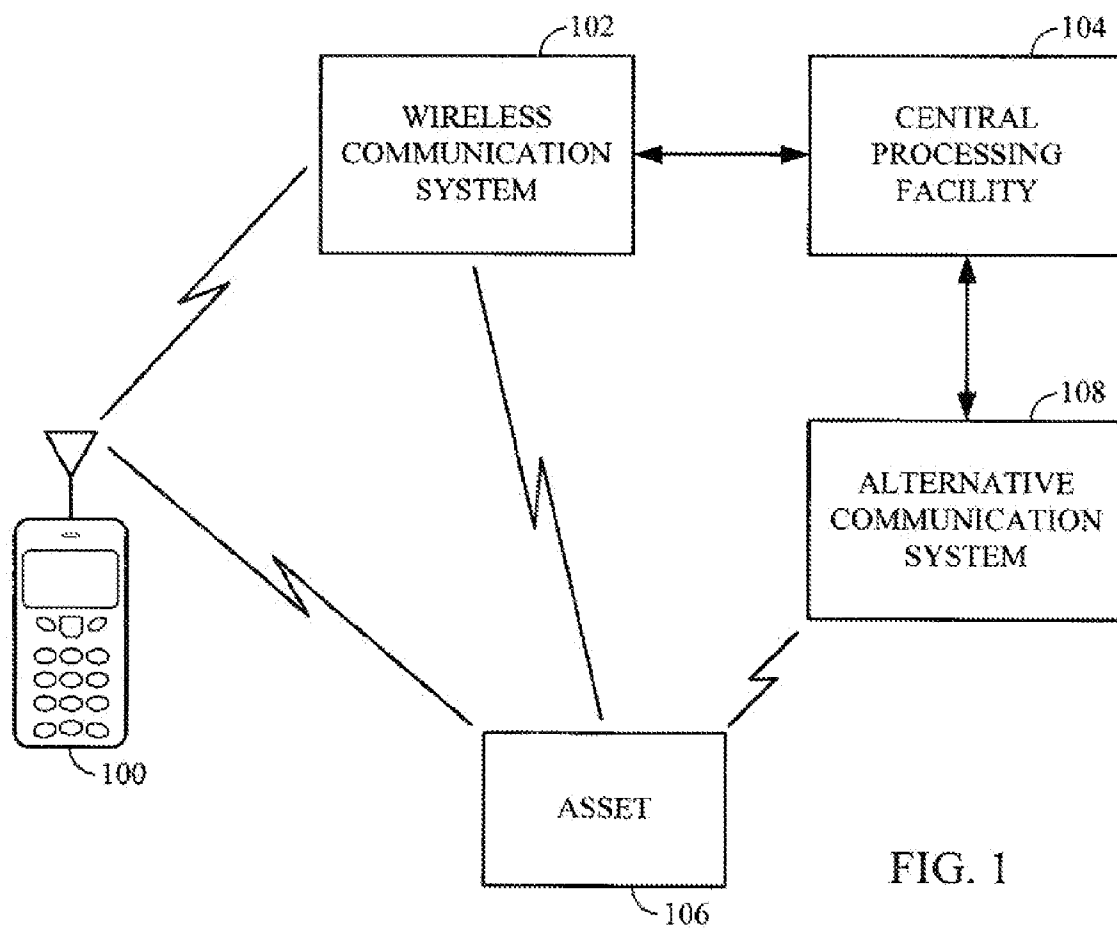 102
104
WIRELESS
COMMUNICATION
SYSTEM
CENTRAL
PROCESSING
FACILITY
108
ALTERNATIVE
COMMUNICATION
SYSTEM
100
ASSET
106
FIG. 1